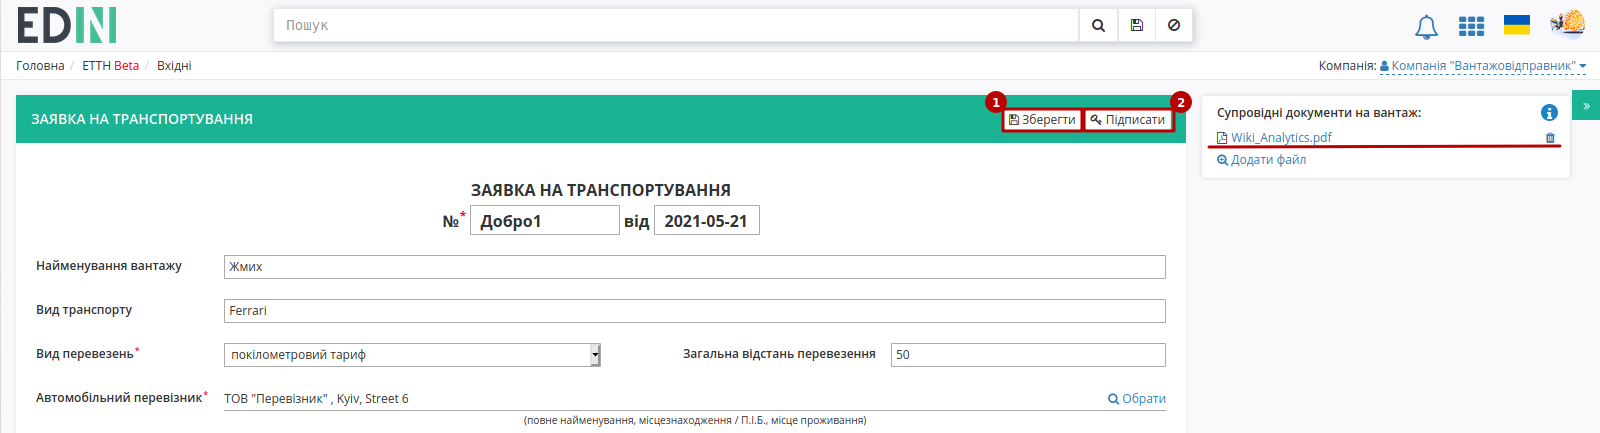 EDIN
Пошук
Головна / ЕТТН Beta / Вхідні
Компанія: Компанія "Вантажовідправник"
ЗАЯВКА НА ТРАНСПОРТУВАННЯ
1
Зберегти
2
Підписати
»
Супровідні документи на вантаж:
Wiki_Analytics.pdf
Додати файл
ЗАЯВКА НА ТРАНСПОРТУВАННЯ
№* Добро1 від 2021-05-21
Найменування вантажу Жмих
Вид транспорту Ferrari
Вид перевезень* покілометровий тариф Загальна відстань перевезення 50
Автомобільний перевізник* ТОВ "Перевізник" , Kyiv, Street 6 Обрати
(повне найменування, місцезнаходження / П.І.Б., місце проживання)